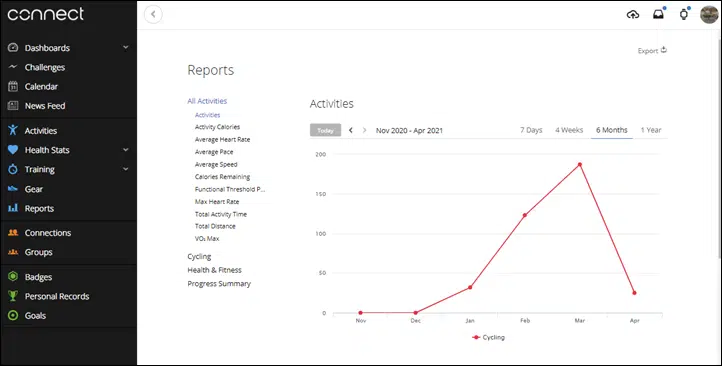 connect
Dashboards
Challenges
Calendar
News Feed
Activities
Health Stats
Training
Gear
Reports
Connections
Groups
Badges
Personal Records
Goals
Export
Reports
All Activities
Activities
Activity Calories
Average Heart Rate
Average Pace
Average Speed
Calories Remaining
Functional Threshold P...
Max Heart Rate
Total Activity Time
Total Distance
VO₂ Max
Cycling
Health & Fitness
Progress Summary
Activities
Today < > Nov 2020 - Apr 2021 7 Days 4 Weeks 6 Months 1 Year
200
150
100
50
0
Nov Dec Jan Feb Mar Apr
Cycling